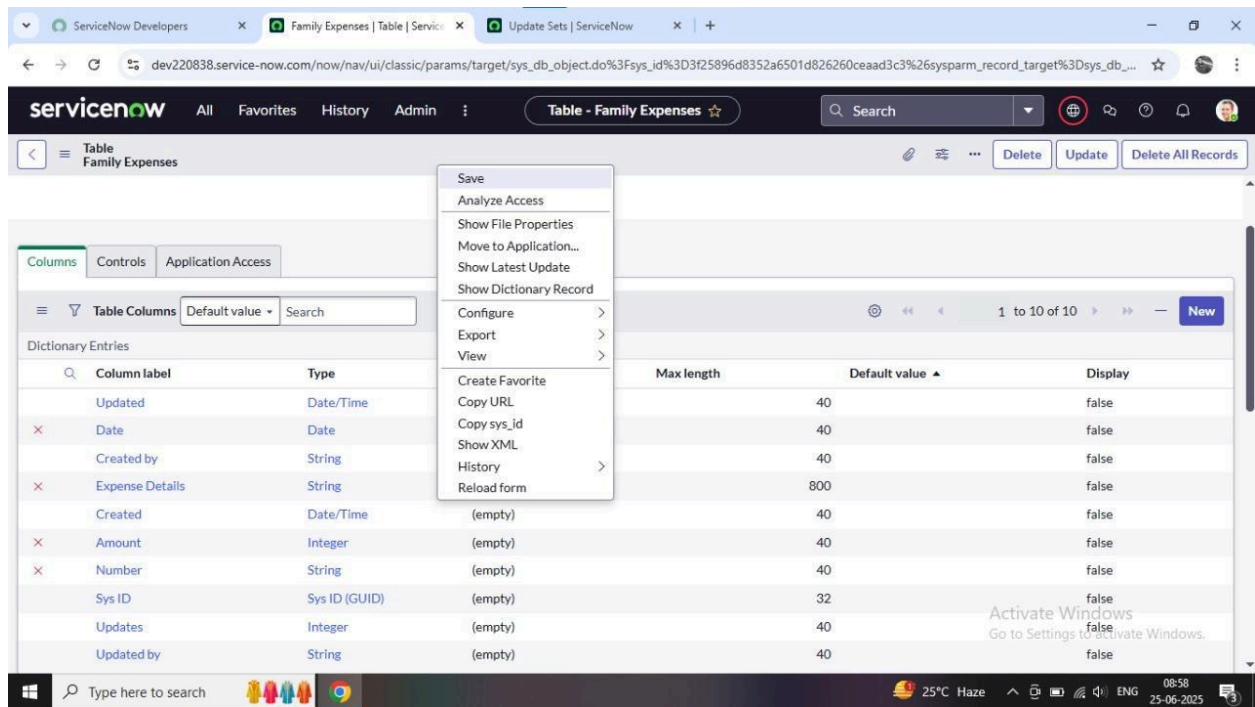 ServiceNow Developers
Family Expenses | Table | Service
Update Sets | ServiceNow
dev220838.service-now.com/now/nav/ui/classic/params/target/sys_db_object.do%3Fsys_id%3D3f25896d8352a6501d826260ceaad3c3%26sysparm_record_target%3Dsys_db_...
servicenow All Favorites History Admin Table - Family Expenses Search
Table
Family Expenses
Delete Update Delete All Records
Save
Analyze Access
Show File Properties
Move to Application...
Show Latest Update
Show Dictionary Record
Configure
Export
View
Create Favorite
Copy URL
Copy sys_id
Show XML
History
Reload form
Columns Controls Application Access
Table Columns Default value Search 1 to 10 of 10 New
Dictionary Entries
Column label Type Max length Default value Display
Updated Date/Time 40 false
Date Date 40 false
Created by String 40 false
Expense Details String 800 false
Created Date/Time (empty) 40 false
Amount Integer (empty) 40 false
Number String (empty) 40 false
Sys ID Sys ID (GUID) (empty) 32 false
Updates Integer (empty) 40 false
Updated by String (empty) 40 false
Activate Windows
Go to Settings to activate Windows.
Type here to search 25°C Haze ENG 08:58
25-06-2025